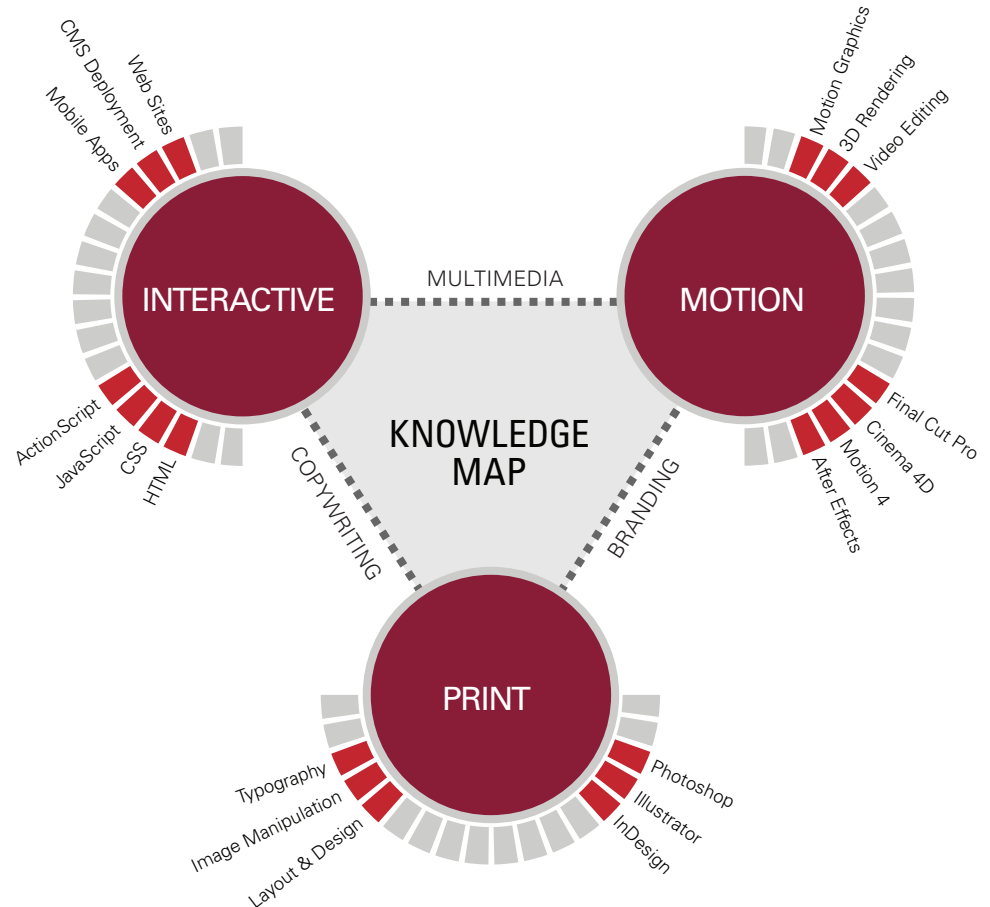 CMS Deployment
Web Sites
Mobile Apps
Motion Graphics
3D Rendering
Video Editing
INTERACTIVE
MULTIMEDIA
MOTION
ActionScript
JavaScript
CSS
HTML
KNOWLEDGE
MAP
COPYWRITING
BRANDING
Final Cut Pro
Cinema 4D
Motion 4
After Effects
PRINT
Typography
Image Manipulation
Layout & Design
Photoshop
Illustrator
InDesign